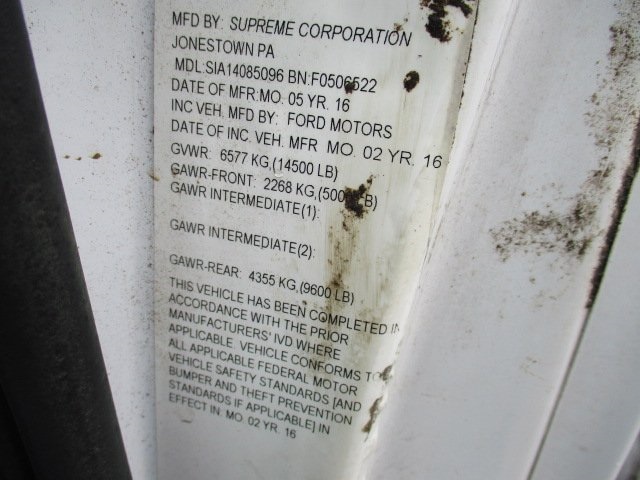 MFD BY: SUPREME CORPORATION
JONESTOWN PA
MDL:SIA14085096 BN:F0506522
DATE OF MFR:MO. 05 YR. 16
INC VEH. MFD BY: FORD MOTORS
DATE OF INC. VEH. MFR MO. 02 YR. 16
GVWR: 6577 KG,(14500 LB)
GAWR-FRONT: 2268 KG,(5000 LB)
GAWR INTERMEDIATE(1):
GAWR INTERMEDIATE(2):
GAWR-REAR: 4355 KG,(9600 LB)
THIS VEHICLE HAS BEEN COMPLETED IN
ACCORDANCE WITH THE PRIOR
MANUFACTURERS' IVD WHERE
APPLICABLE. VEHICLE CONFORMS TO
ALL APPLICABLE FEDERAL MOTOR
VEHICLE SAFETY STANDARDS [AND
BUMPER AND THEFT PREVENTION
STANDARDS IF APPLICABLE] IN
EFFECT IN: MO. 02 YR. 16